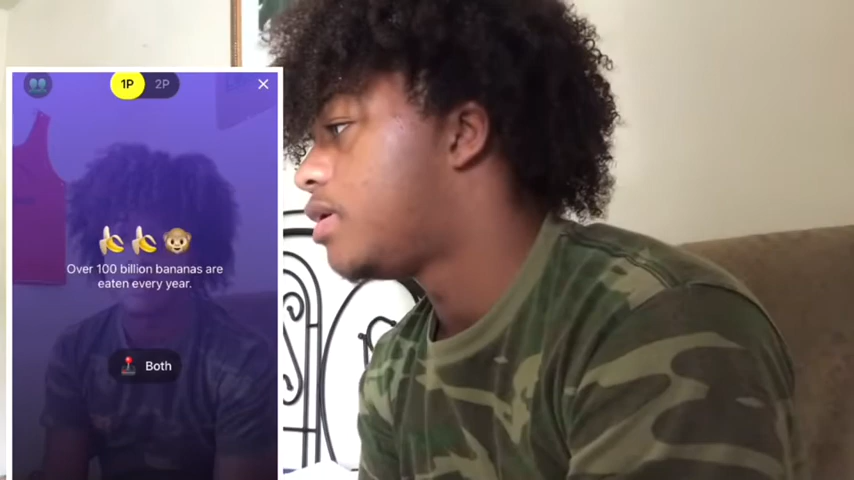 1P 2P
Over 100 billion bananas are
eaten every year.
Both